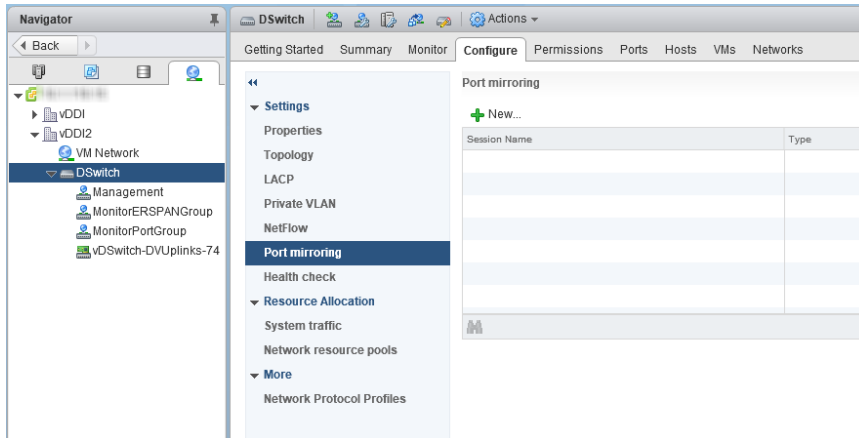 Navigator
Back
vDDI
vDDI2
VM Network
DSwitch
Management
MonitorERSPANGroup
MonitorPortGroup
vDSwitch-DVUplinks-74
DSwitch
Actions
Getting Started Summary Monitor Configure Permissions Ports Hosts VMs Networks
Settings
Properties
Topology
LACP
Private VLAN
NetFlow
Port mirroring
Health check
Resource Allocation
System traffic
Network resource pools
More
Network Protocol Profiles
Port mirroring
New...
Session Name Type